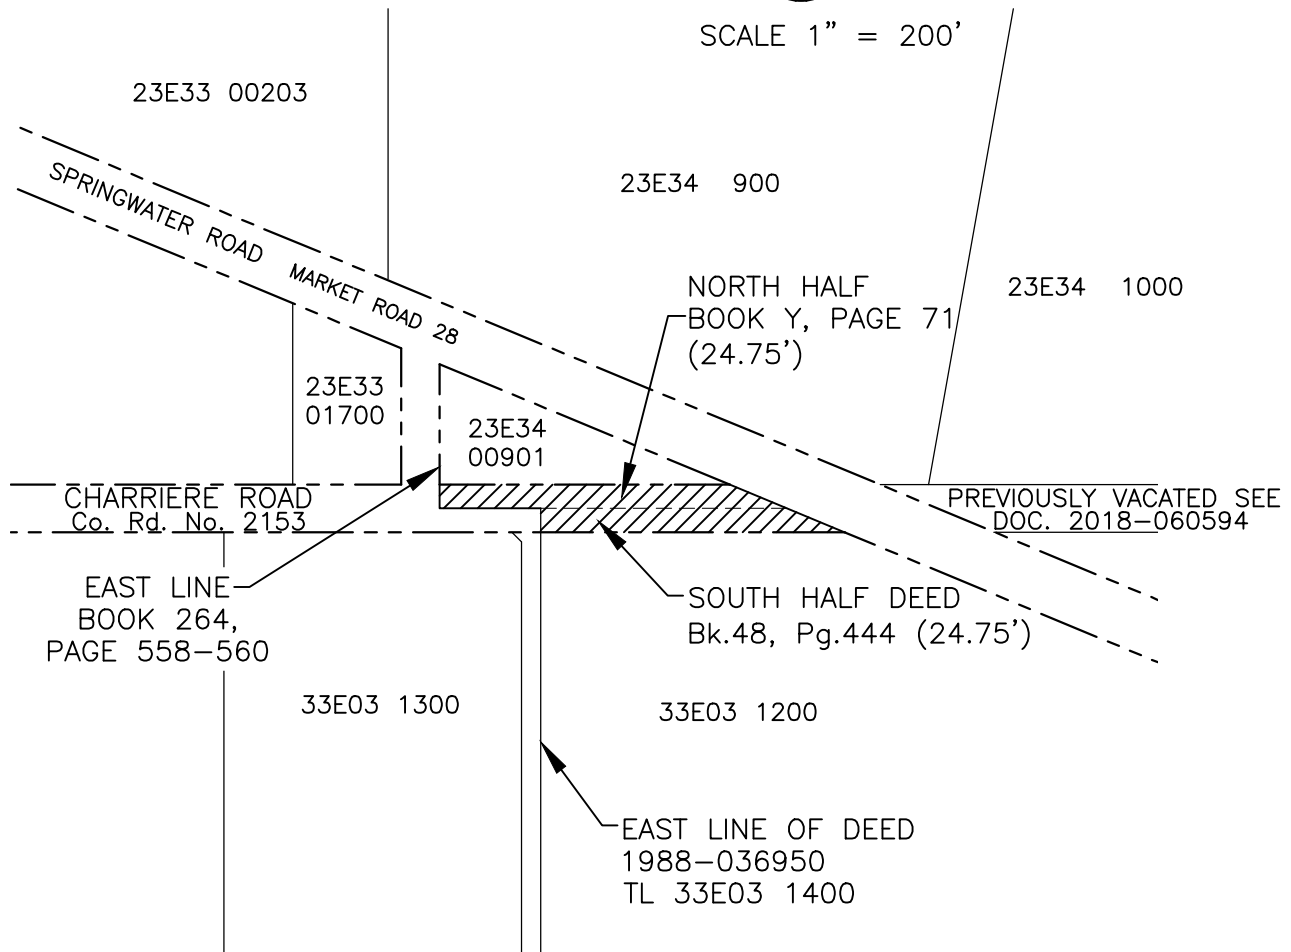 SCALE 1” = 200’
23E33 00203
23E34 900
SPRINGWATER ROAD MARKET ROAD 28
NORTH HALF
BOOK Y, PAGE 71
(24.75’)
23E34 1000
23E33
01700
23E34
00901
CHARRIERE ROAD
Co. Rd. No. 2153
PREVIOUSLY VACATED SEE
DOC. 2018-060594
EAST LINE
BOOK 264,
PAGE 558-560
SOUTH HALF DEED
Bk.48, Pg.444 (24.75’)
33E03 1300
33E03 1200
EAST LINE OF DEED
1988-036950
TL 33E03 1400